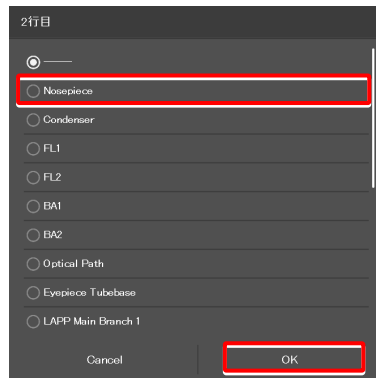 2行目
――
Nosepiece
Condenser
FL1
FL2
BA1
BA2
Optical Path
Eyepiece Tubebase
LAPP Main Branch 1
Cancel
OK